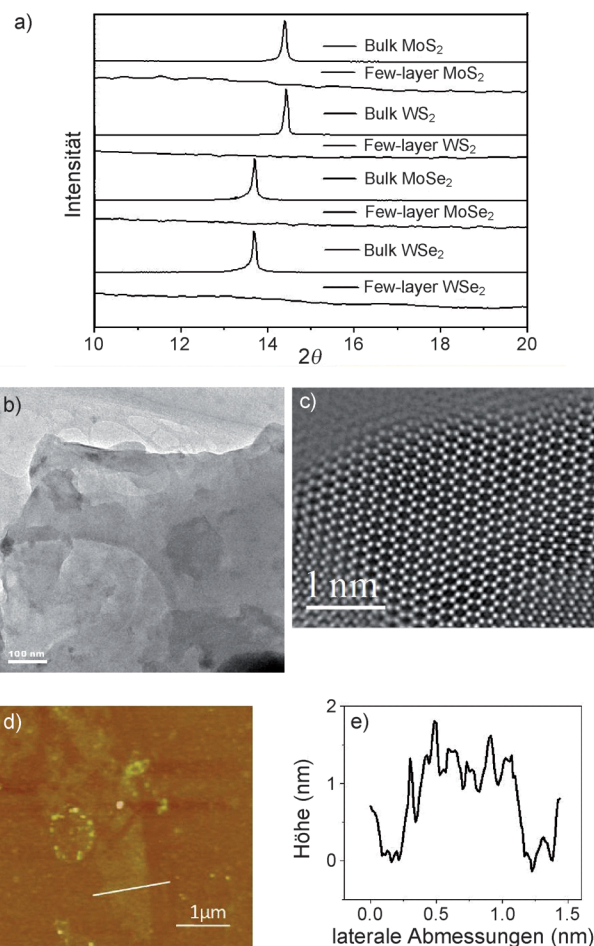 a)
Intensität
Bulk MoS₂
Few-layer MoS₂
Bulk WS₂
Few-layer WS₂
Bulk MoSe₂
Few-layer MoSe₂
Bulk WSe₂
Few-layer WSe₂
10 12 14 16 18 20
2θ
b)
100 nm
c)
1 nm
d)
1μm
e)
Höhe (nm)
2
1
0
0.0 0.5 1.0 1.5
laterale Abmessungen (nm)